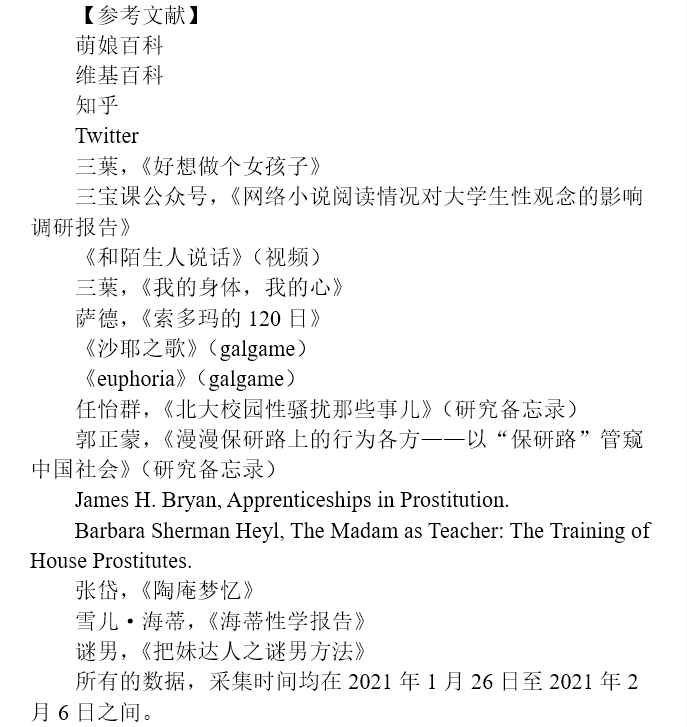 【参考文献】
萌娘百科
维基百科
知乎
Twitter
三葉，《好想做个女孩子》
三宝课公众号，《网络小说阅读情况对大学生性观念的影响
调研报告》
《和陌生人说话》（视频）
三葉，《我的身体，我的心》
萨德，《索多玛的 120 日》
《沙耶之歌》（galgame）
《euphoria》（galgame）
任怡群，《北大校园性骚扰那些事儿》（研究备忘录）
郭正蒙，《漫漫保研路上的行为各方——以“保研路”管窥
中国社会》（研究备忘录）
James H. Bryan, Apprenticeships in Prostitution.
Barbara Sherman Heyl, The Madam as Teacher: The Training of
House Prostitutes.
张岱，《陶庵梦忆》
雪儿·海蒂，《海蒂性学报告》
谜男，《把妹达人之谜男方法》
所有的数据，采集时间均在 2021 年 1 月 26 日至 2021 年 2
月 6 日之间。